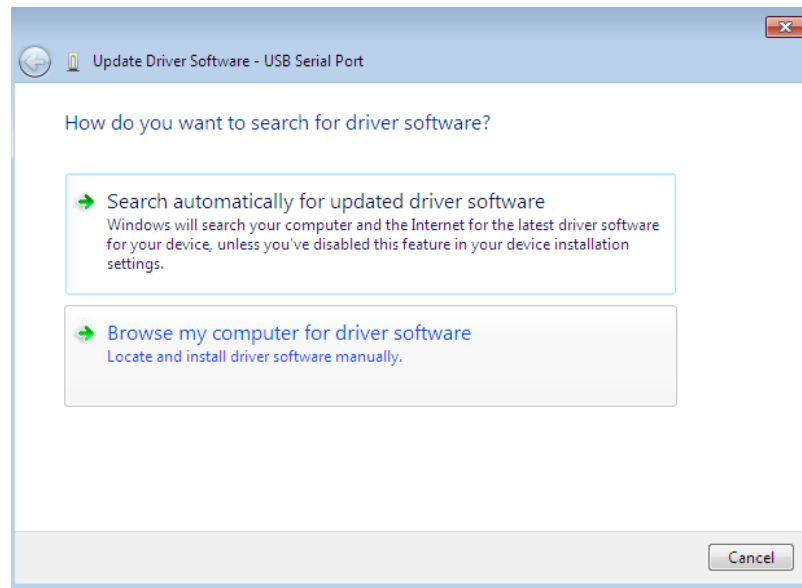 Update Driver Software - USB Serial Port
How do you want to search for driver software?
Search automatically for updated driver software
Windows will search your computer and the Internet for the latest driver software
for your device, unless you've disabled this feature in your device installation
settings.
Browse my computer for driver software
Locate and install driver software manually.
Cancel